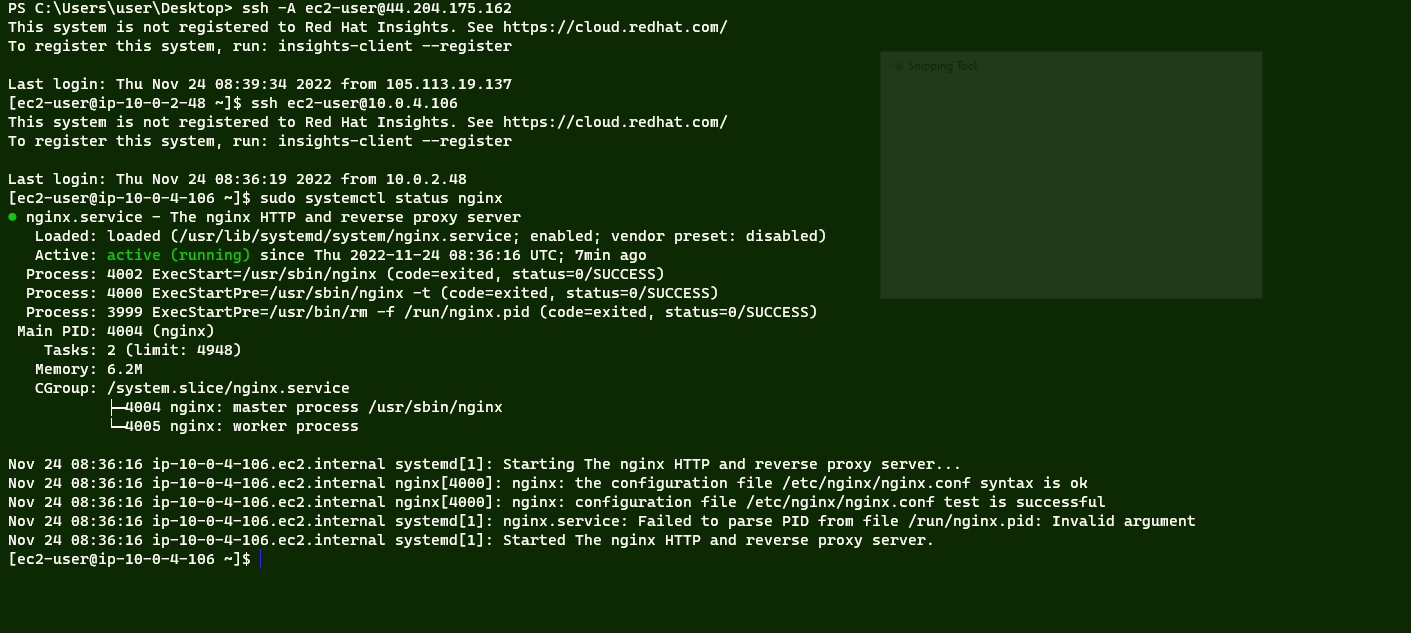 PS C:\Users\user\Desktop> ssh -A ec2-user@44.204.175.162
This system is not registered to Red Hat Insights. See https://cloud.redhat.com/
To register this system, run: insights-client --register
Snipping Tool
Last login: Thu Nov 24 08:39:34 2022 from 105.113.19.137
[ec2-user@ip-10-0-2-48 ~]$ ssh ec2-user@10.0.4.106
This system is not registered to Red Hat Insights. See https://cloud.redhat.com/
To register this system, run: insights-client --register
Last login: Thu Nov 24 08:36:19 2022 from 10.0.2.48
[ec2-user@ip-10-0-4-106 ~]$ sudo systemctl status nginx
● nginx.service - The nginx HTTP and reverse proxy server
   Loaded: loaded (/usr/lib/systemd/system/nginx.service; enabled; vendor preset: disabled)
   Active: active (running) since Thu 2022-11-24 08:36:16 UTC; 7min ago
  Process: 4002 ExecStart=/usr/sbin/nginx (code=exited, status=0/SUCCESS)
  Process: 4000 ExecStartPre=/usr/sbin/nginx -t (code=exited, status=0/SUCCESS)
  Process: 3999 ExecStartPre=/usr/bin/rm -f /run/nginx.pid (code=exited, status=0/SUCCESS)
 Main PID: 4004 (nginx)
    Tasks: 2 (limit: 4948)
   Memory: 6.2M
   CGroup: /system.slice/nginx.service
           ├─4004 nginx: master process /usr/sbin/nginx
           └─4005 nginx: worker process
Nov 24 08:36:16 ip-10-0-4-106.ec2.internal systemd[1]: Starting The nginx HTTP and reverse proxy server...
Nov 24 08:36:16 ip-10-0-4-106.ec2.internal nginx[4000]: nginx: the configuration file /etc/nginx/nginx.conf syntax is ok
Nov 24 08:36:16 ip-10-0-4-106.ec2.internal nginx[4000]: nginx: configuration file /etc/nginx/nginx.conf test is successful
Nov 24 08:36:16 ip-10-0-4-106.ec2.internal systemd[1]: nginx.service: Failed to parse PID from file /run/nginx.pid: Invalid argument
Nov 24 08:36:16 ip-10-0-4-106.ec2.internal systemd[1]: Started The nginx HTTP and reverse proxy server.
[ec2-user@ip-10-0-4-106 ~]$